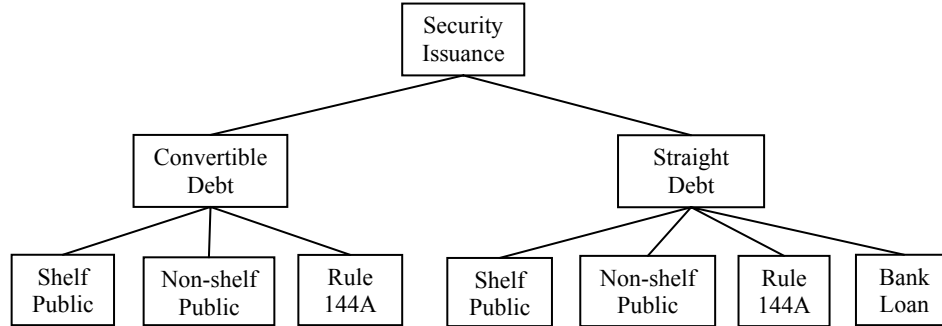 Security
Issuance
Convertible
Debt
Straight
Debt
Shelf
Public
Non-shelf
Public
Rule
144A
Shelf
Public
Non-shelf
Public
Rule
144A
Bank
Loan